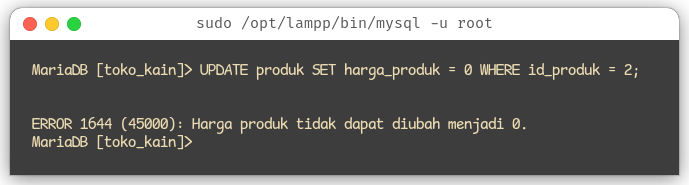 sudo /opt/lampp/bin/mysql -u root
MariaDB [toko_kain]> UPDATE produk SET harga_produk = 0 WHERE id_produk = 2;
ERROR 1644 (45000): Harga produk tidak dapat diubah menjadi 0.
MariaDB [toko_kain]>